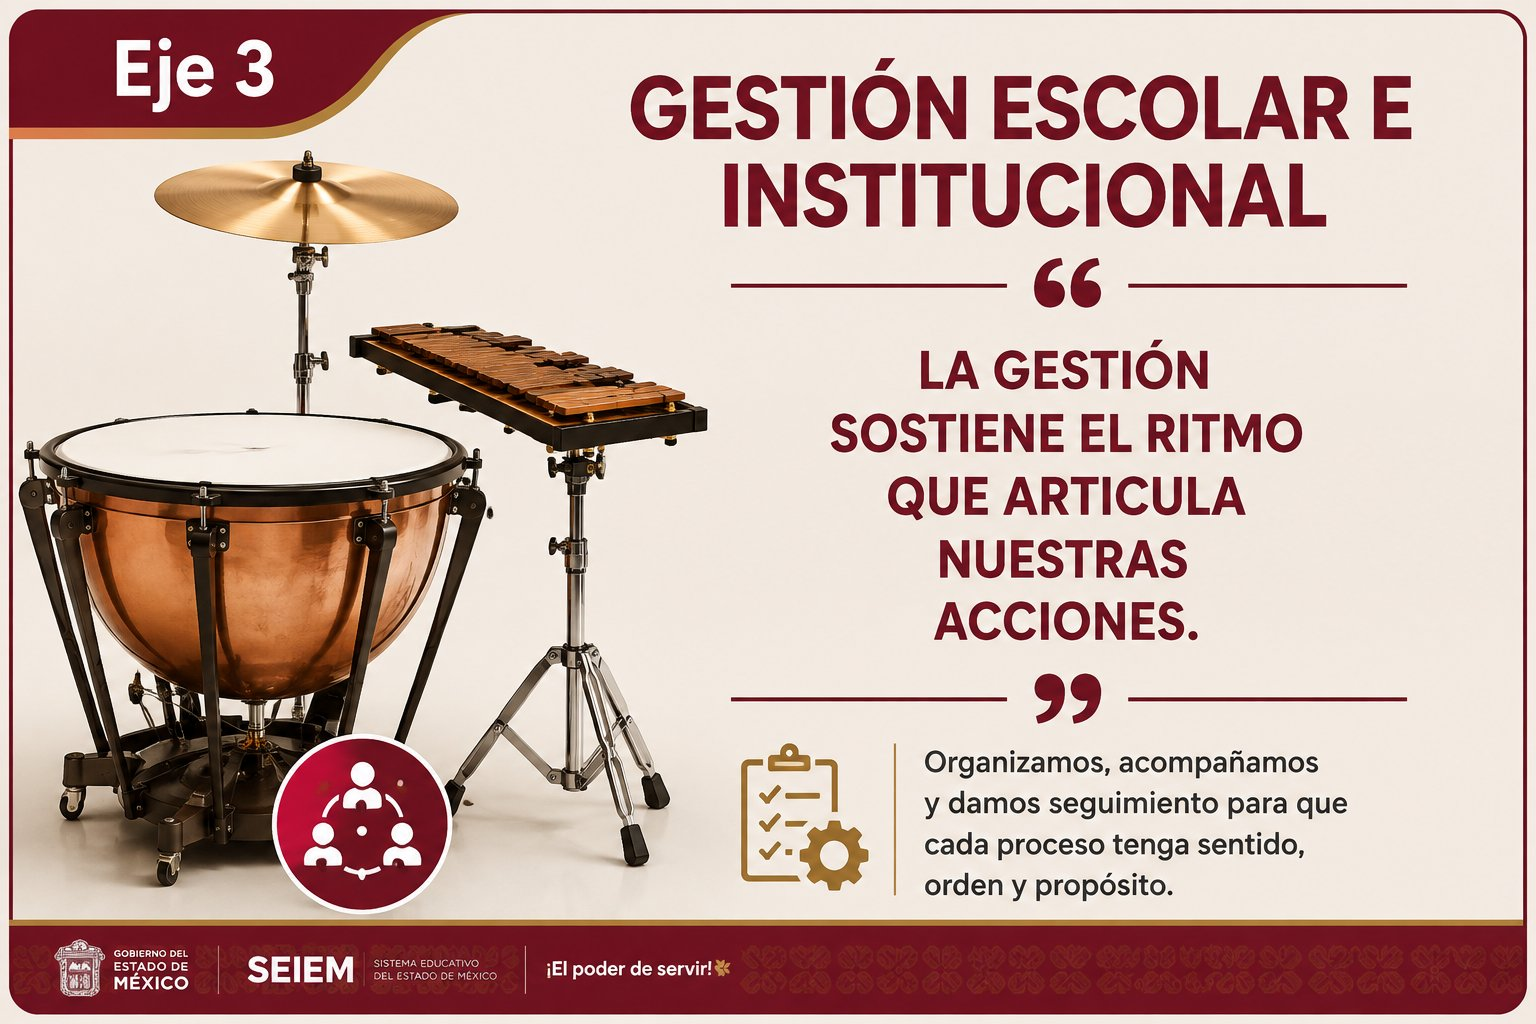 Eje 3
GESTIÓN ESCOLAR E
INSTITUCIONAL
“
LA GESTIÓN
SOSTIENE EL RITMO
QUE ARTICULA
NUESTRAS
ACCIONES.
”
Organizamos, acompañamos
y damos seguimiento para que
cada proceso tenga sentido,
orden y propósito.
GOBIERNO DEL
ESTADO DE
MÉXICO
SEIEM
SISTEMA EDUCATIVO
DEL ESTADO DE MÉXICO
¡El poder de servir!